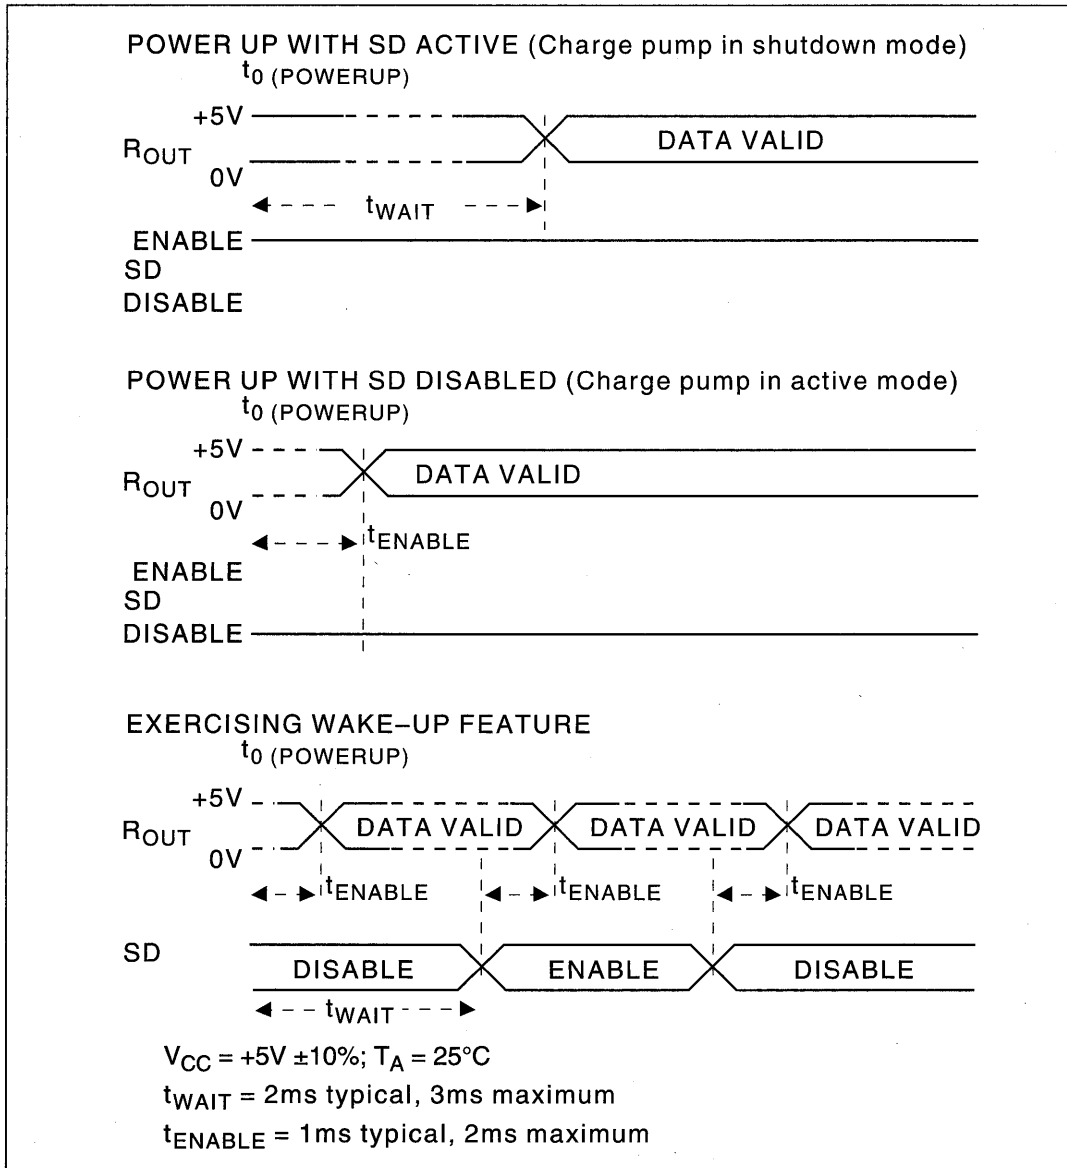 POWER UP WITH SD ACTIVE (Charge pump in shutdown mode)
t0 (POWERUP)
+5V
ROUT
DATA VALID
0V
tWAIT
ENABLE
SD
DISABLE
POWER UP WITH SD DISABLED (Charge pump in active mode)
t0 (POWERUP)
+5V
ROUT
DATA VALID
0V
tENABLE
ENABLE
SD
DISABLE
EXERCISING WAKE–UP FEATURE
t0 (POWERUP)
+5V
ROUT
DATA VALID DATA VALID DATA VALID
0V
tENABLE tENABLE tENABLE
SD
DISABLE ENABLE DISABLE
tWAIT
VCC = +5V ±10%; TA = 25°C
tWAIT = 2ms typical, 3ms maximum
tENABLE = 1ms typical, 2ms maximum